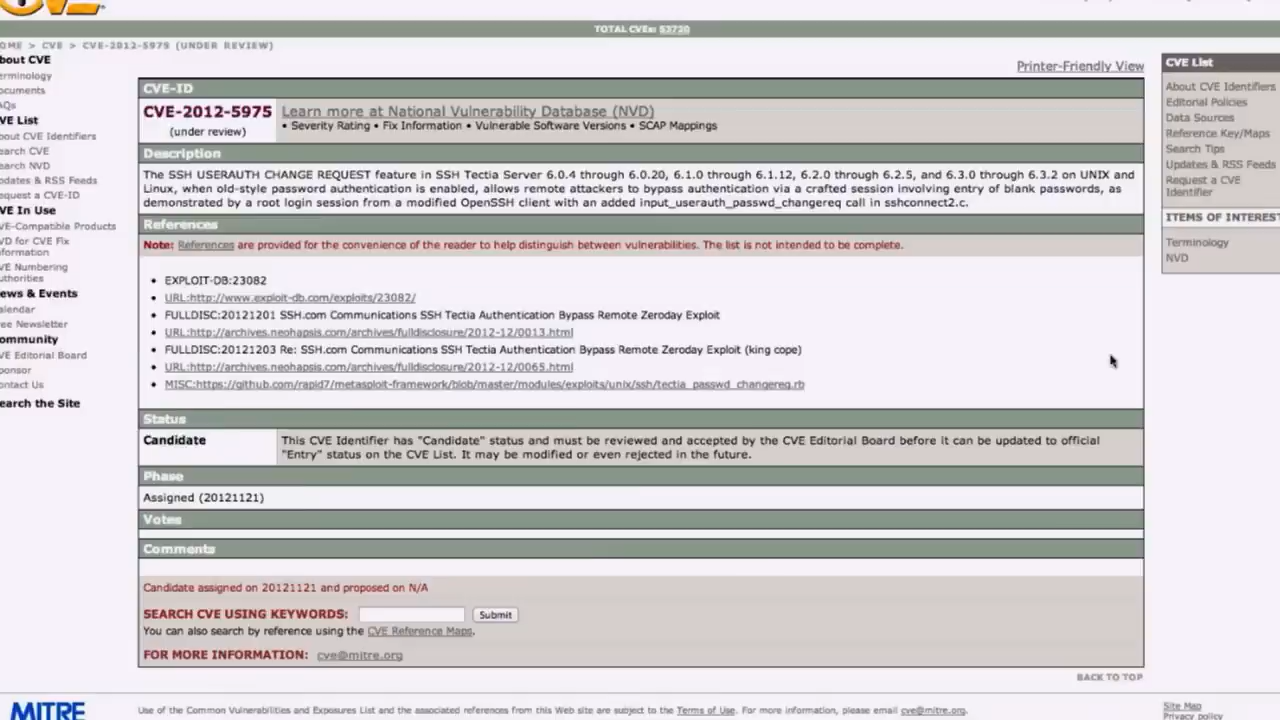 TOTAL CVEs: 53720
OME > CVE > CVE-2012-5975 (UNDER REVIEW)
bout CVE
erminology
ocuments
AQs
VE List
bout CVE Identifiers
earch CVE
earch NVD
pdates & RSS Feeds
equest a CVE-ID
VE In Use
VE-Compatible Products
VD for CVE Fix
nformation
VE Numbering
uthorities
ews & Events
alendar
ree Newsletter
ommunity
VE Editorial Board
ponsor
ontact Us
earch the Site
Printer-Friendly View
CVE-ID
CVE-2012-5975
(under review)
Learn more at National Vulnerability Database (NVD)
• Severity Rating • Fix Information • Vulnerable Software Versions • SCAP Mappings
Description
The SSH USERAUTH CHANGE REQUEST feature in SSH Tectia Server 6.0.4 through 6.0.20, 6.1.0 through 6.1.12, 6.2.0 through 6.2.5, and 6.3.0 through 6.3.2 on UNIX and
Linux, when old-style password authentication is enabled, allows remote attackers to bypass authentication via a crafted session involving entry of blank passwords, as
demonstrated by a root login session from a modified OpenSSH client with an added input_userauth_passwd_changereq call in sshconnect2.c.
References
Note: References are provided for the convenience of the reader to help distinguish between vulnerabilities. The list is not intended to be complete.
• EXPLOIT-DB:23082
• URL:http://www.exploit-db.com/exploits/23082/
• FULLDISC:20121201 SSH.com Communications SSH Tectia Authentication Bypass Remote Zeroday Exploit
• URL:http://archives.neohapsis.com/archives/fulldisclosure/2012-12/0013.html
• FULLDISC:20121203 Re: SSH.com Communications SSH Tectia Authentication Bypass Remote Zeroday Exploit (king cope)
• URL:http://archives.neohapsis.com/archives/fulldisclosure/2012-12/0065.html
• MISC:https://github.com/rapid7/metasploit-framework/blob/master/modules/exploits/unix/ssh/tectia_passwd_changereq.rb
Status
Candidate
This CVE Identifier has "Candidate" status and must be reviewed and accepted by the CVE Editorial Board before it can be updated to official
"Entry" status on the CVE List. It may be modified or even rejected in the future.
Phase
Assigned (20121121)
Votes
Comments
Candidate assigned on 20121121 and proposed on N/A
SEARCH CVE USING KEYWORDS:
Submit
You can also search by reference using the CVE Reference Maps.
FOR MORE INFORMATION: cve@mitre.org
BACK TO TOP
CVE List
About CVE Identifiers
Editorial Policies
Data Sources
Reference Key/Maps
Search Tips
Updates & RSS Feeds
Request a CVE
Identifier
ITEMS OF INTEREST
Terminology
NVD
MITRE
Use of the Common Vulnerabilities and Exposures List and the associated references from this Web site are subject to the Terms of Use. For more information, please email cve@mitre.org.
Site Map
Privacy policy